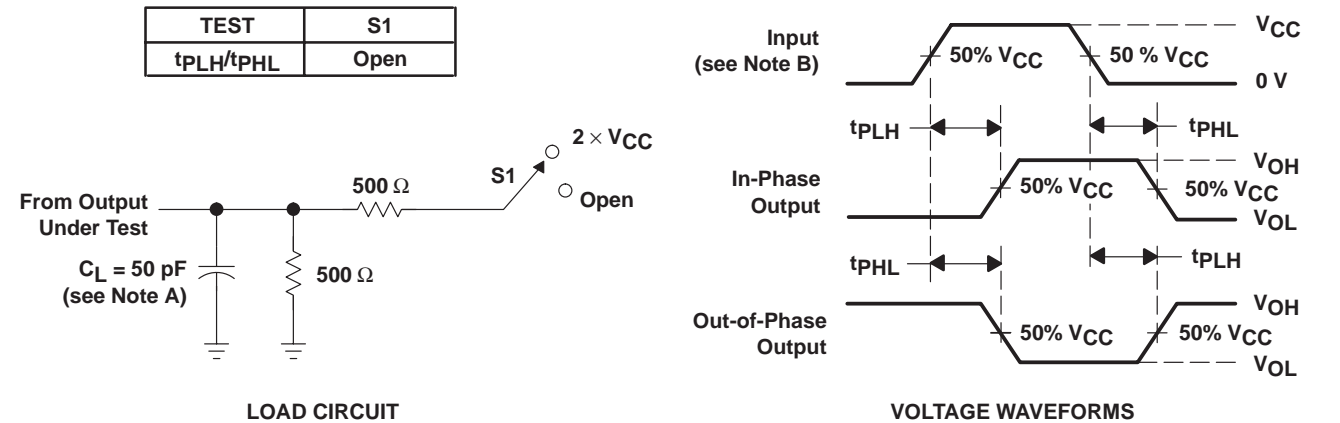 TEST S1
tPLH/tPHL Open
From Output
Under Test
CL = 50 pF
(see Note A)
500 Ω
500 Ω
S1
2 × VCC
Open
LOAD CIRCUIT
Input
(see Note B)
50% VCC
50 % VCC
VCC
0 V
tPLH
tPHL
In-Phase
Output
50% VCC
50% VCC
VOH
VOL
tPHL
tPLH
Out-of-Phase
Output
50% VCC
50% VCC
VOH
VOL
VOLTAGE WAVEFORMS